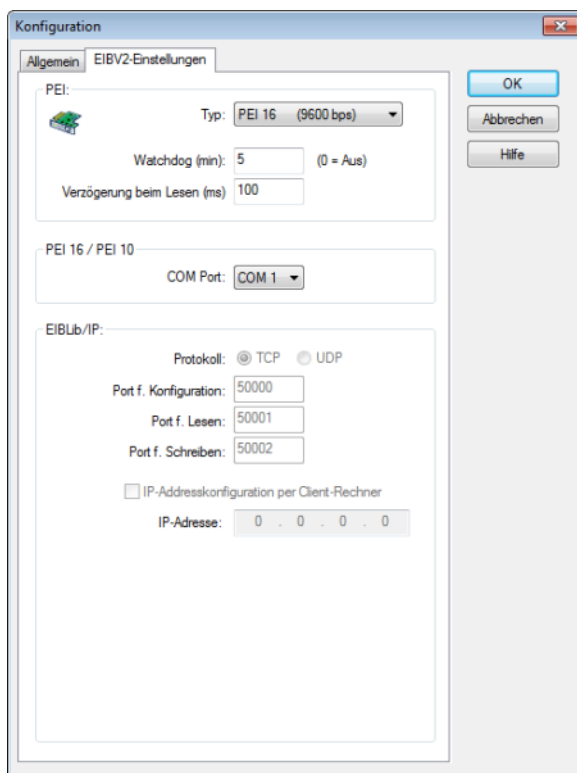 Konfiguration
Allgemein EIBV2-Einstellungen
PEI:
Typ: PEI 16 (9600 bps)
Watchdog (min): 5 (0 = Aus)
Verzögerung beim Lesen (ms) 100
PEI 16 / PEI 10
COM Port: COM 1
EIBLib/IP:
Protokoll: TCP UDP
Port f. Konfiguration: 50000
Port f. Lesen: 50001
Port f. Schreiben: 50002
IP-Addresskonfiguration per Client-Rechner
IP-Adresse: 0 . 0 . 0 . 0
OK
Abbrechen
Hilfe